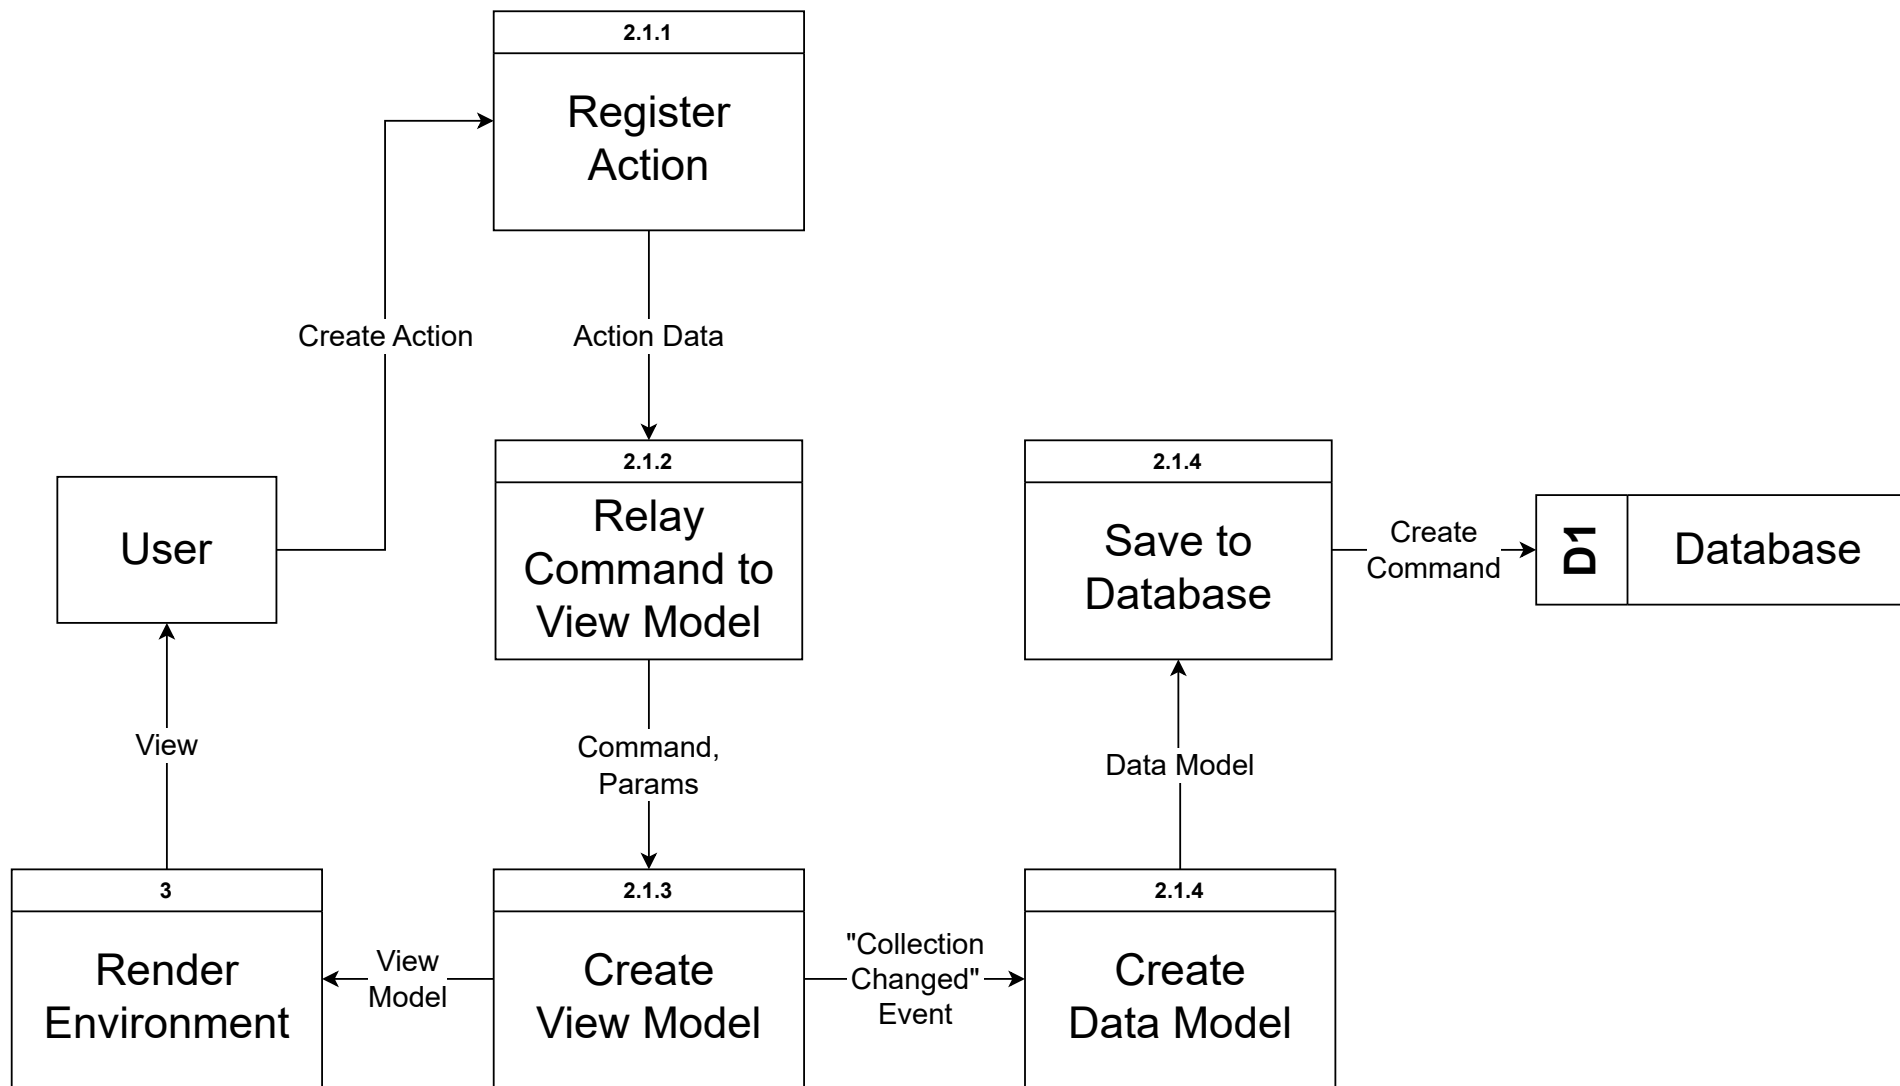 2.1.1
Register
Action
Create Action
Action Data
2.1.2
Relay
Command to
View Model
2.1.4
Save to
Database
Create
Command
D1
Database
User
View
Command,
Params
Data Model
3
Render
Environment
View
Model
2.1.3
Create
View Model
"Collection
Changed"
Event
2.1.4
Create
Data Model